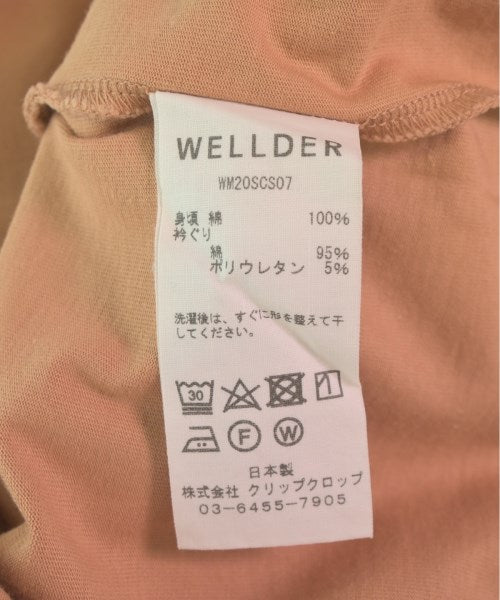 WELLDER
WM20SCS07
身頃 綿 100%
衿ぐり
綿 95%
ポリウレタン 5%
洗濯後は、すぐに形を整えて干
してください。
30
F W
日本製
株式会社 クリップクロップ
03-6455-7905